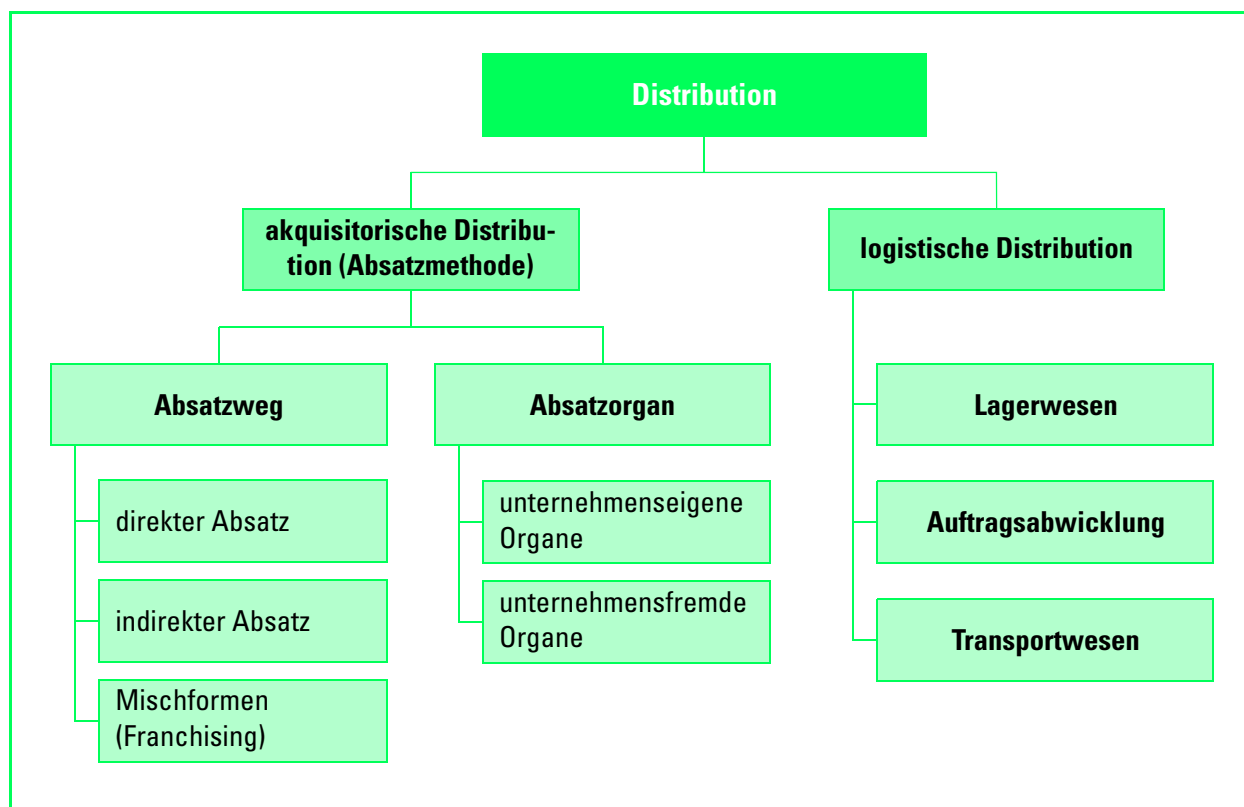 Distribution
akquisitorische Distribu-
tion (Absatzmethode)
logistische Distribution
Absatzweg
Absatzorgan
Lagerwesen
direkter Absatz
unternehmenseigene
Organe
Auftragsabwicklung
indirekter Absatz
unternehmensfremde
Organe
Transportwesen
Mischformen
(Franchising)